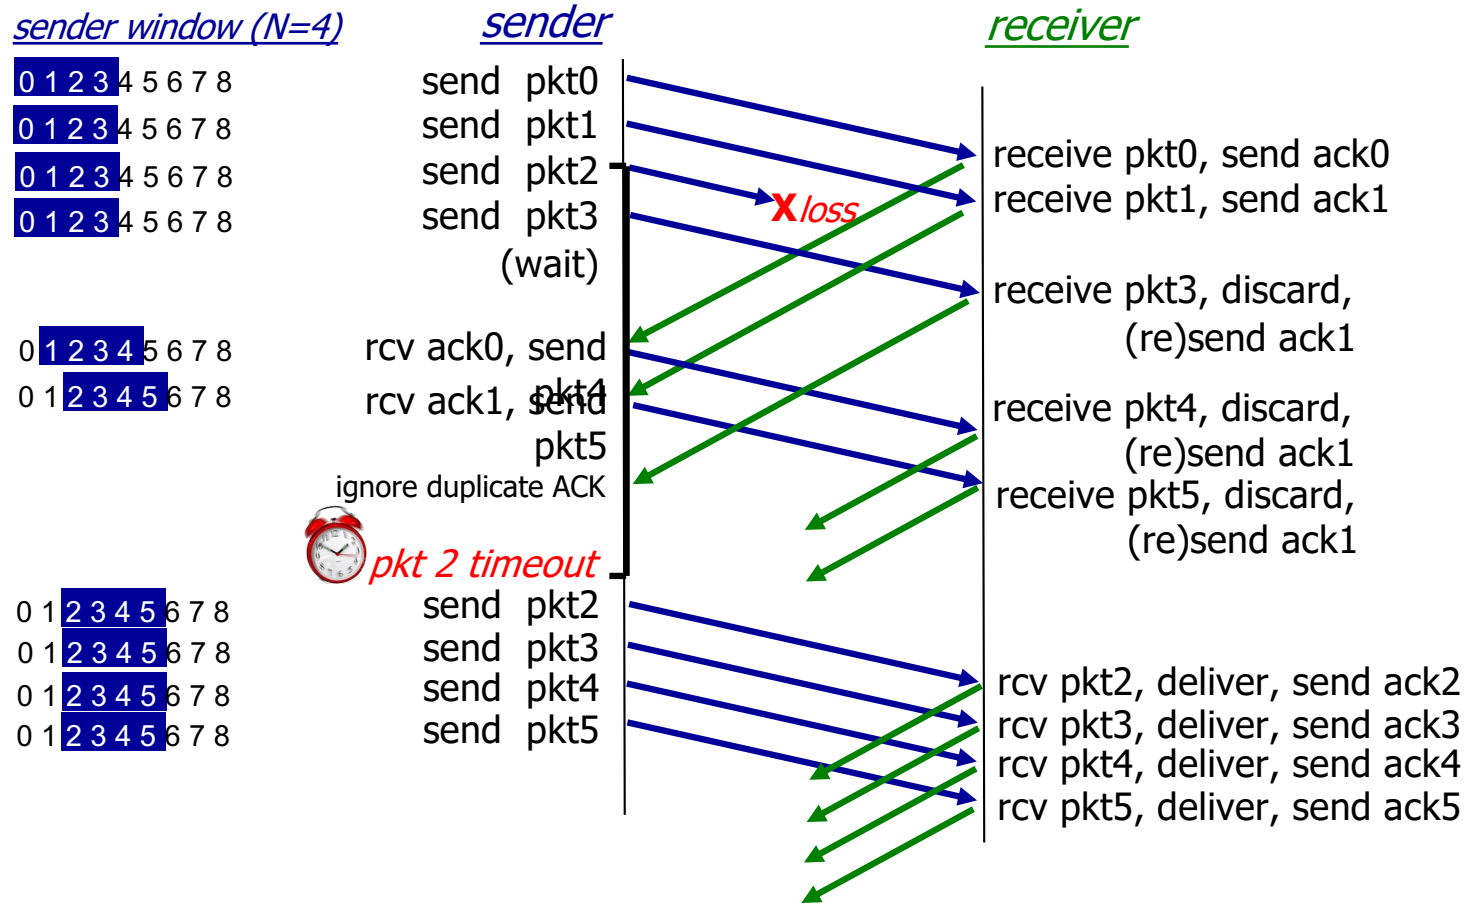 sender window (N=4)
sender
receiver
0 1 2 3 4 5 6 7 8
send pkt0
0 1 2 3 4 5 6 7 8
send pkt1
receive pkt0, send ack0
0 1 2 3 4 5 6 7 8
send pkt2
receive pkt1, send ack1
0 1 2 3 4 5 6 7 8
send pkt3
X loss
(wait)
receive pkt3, discard,
(re)send ack1
0 1 2 3 4 5 6 7 8
rcv ack0, send
pkt4
0 1 2 3 4 5 6 7 8
rcv ack1, send
pkt5
receive pkt4, discard,
(re)send ack1
ignore duplicate ACK
receive pkt5, discard,
(re)send ack1
pkt 2 timeout
0 1 2 3 4 5 6 7 8
send pkt2
0 1 2 3 4 5 6 7 8
send pkt3
0 1 2 3 4 5 6 7 8
send pkt4
0 1 2 3 4 5 6 7 8
send pkt5
rcv pkt2, deliver, send ack2
rcv pkt3, deliver, send ack3
rcv pkt4, deliver, send ack4
rcv pkt5, deliver, send ack5